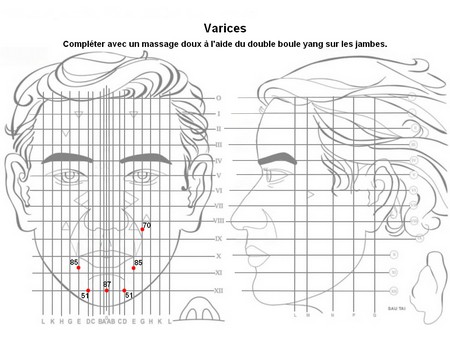 Varices
Compléter avec un massage doux à l'aide du double boule yang sur les jambes.
O
I
II
III
IV
V
VI
VII
VIII
IX
X
XI
XII
70
85
85
87
51
51
L K H G E D C B A A B C D E G H K L
L M N P G